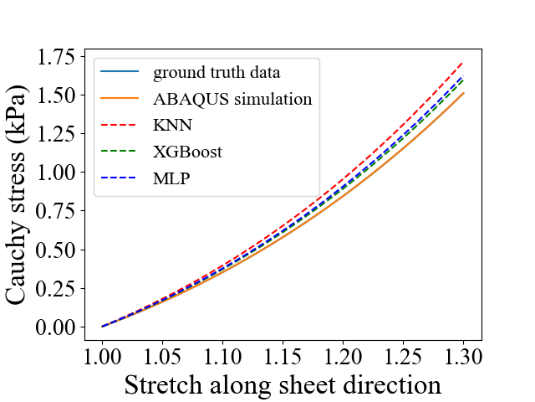 1.75
1.50
1.25
1.00
0.75
0.50
0.25
0.00
Cauchy stress (kPa)
ground truth data
ABAQUS simulation
KNN
XGBoost
MLP
1.00 1.05 1.10 1.15 1.20 1.25 1.30
Stretch along sheet direction